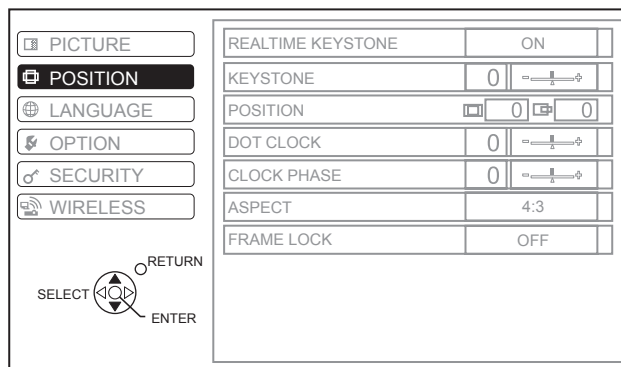 PICTURE
POSITION
LANGUAGE
OPTION
SECURITY
WIRELESS
RETURN
SELECT
ENTER
REALTIME KEYSTONE ON
KEYSTONE 0 - +
POSITION 0 0
DOT CLOCK 0 - +
CLOCK PHASE 0 - +
ASPECT 4:3
FRAME LOCK OFF